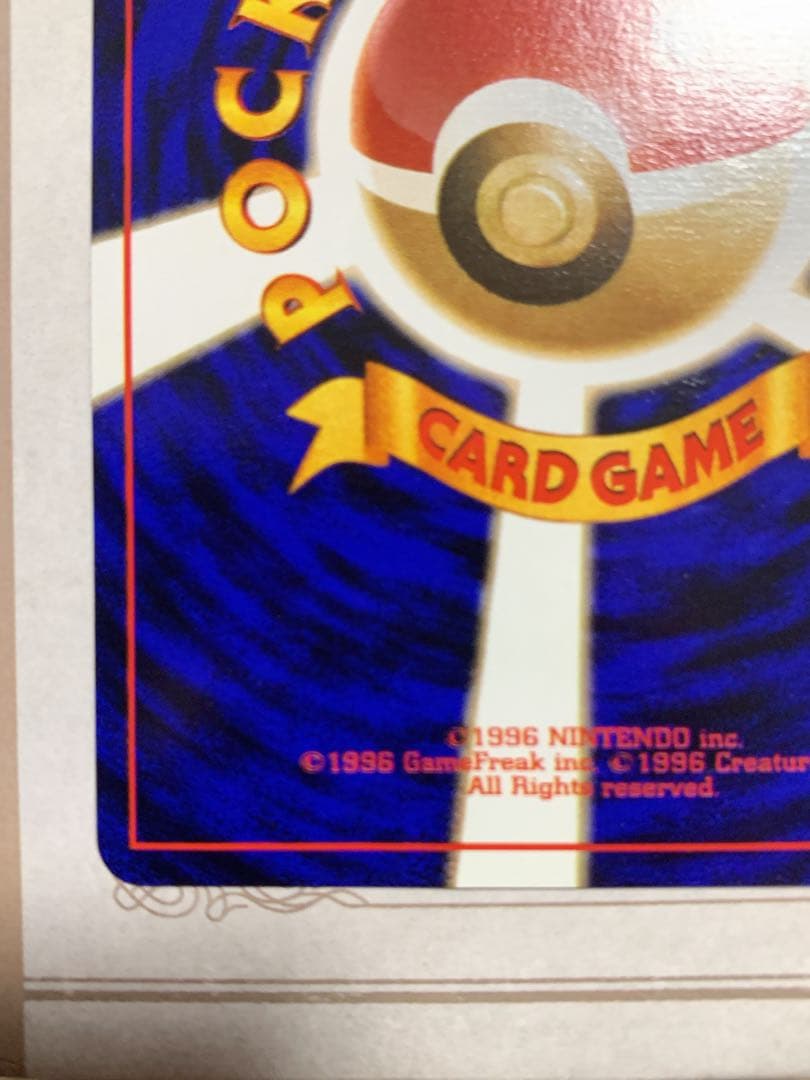 POCK
CARD GAME
©1996 NINTENDO inc.
©1996 GameFreak inc. ©1996 Creatur
All Rights reserved.